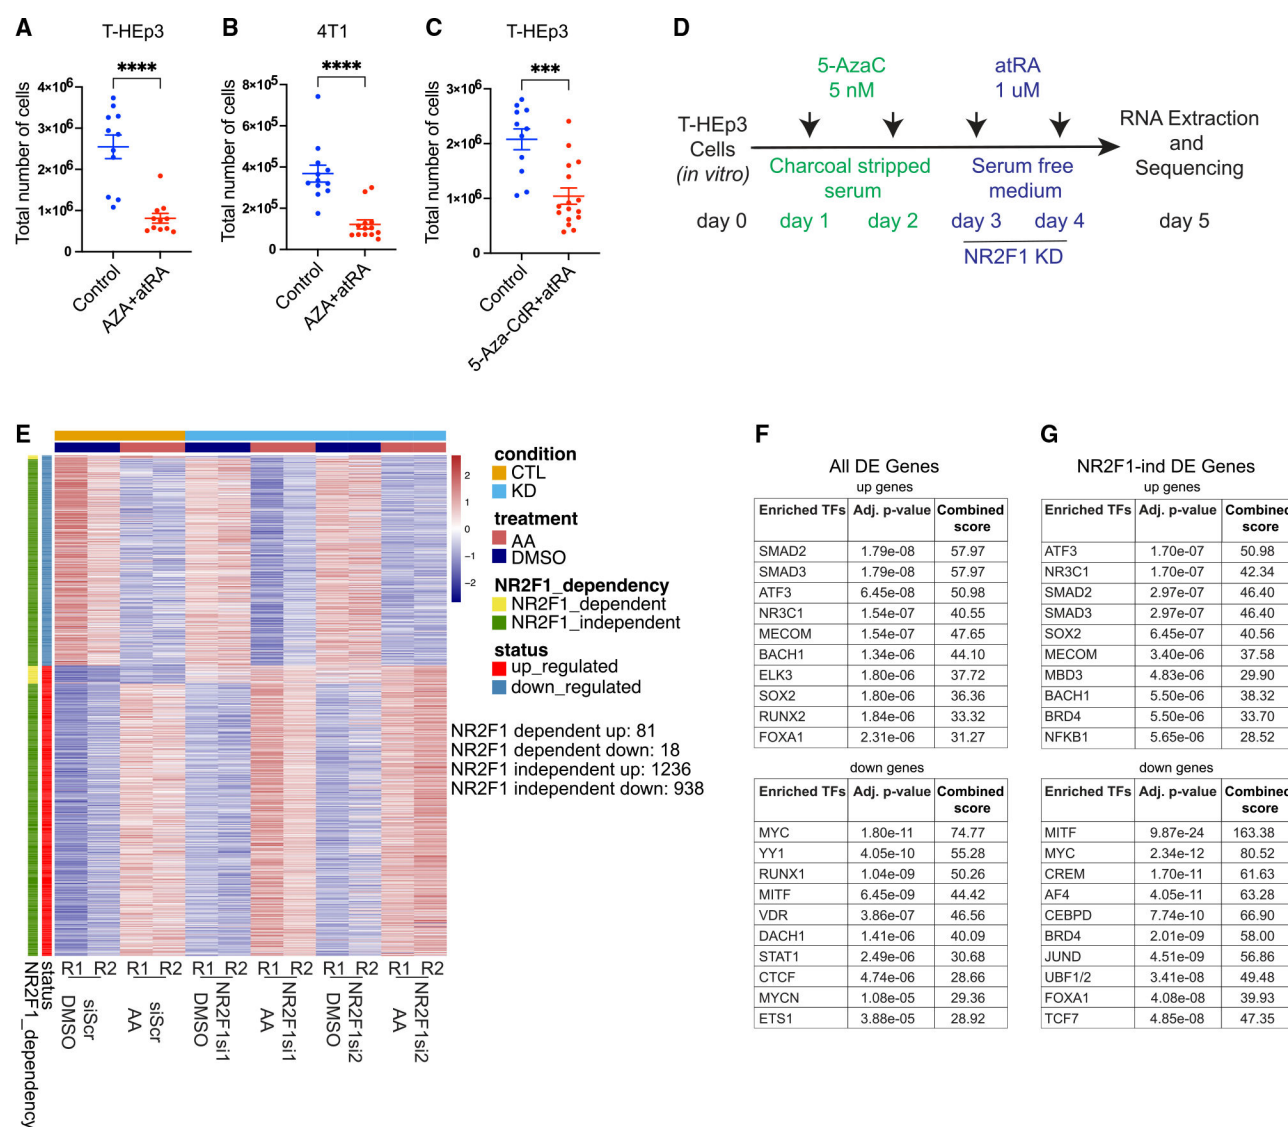 A
T-HEp3
****
Total number of cells
4×10⁶
3×10⁶
2×10⁶
1×10⁶
0
Control
AZA+atRA
B
4T1
****
Total number of cells
8×10⁵
6×10⁵
4×10⁵
2×10⁵
0
Control
AZA+atRA
C
T-HEp3
***
Total number of cells
3×10⁶
2×10⁶
1×10⁶
0
Control
5-Aza-CdR+atRA
D
5-AzaC
5 nM
atRA
1 uM
T-HEp3
Cells
(in vitro)
Charcoal stripped
serum
Serum free
medium
RNA Extraction
and
Sequencing
day 0 day 1 day 2 day 3 day 4 day 5
NR2F1 KD
E
2
1
0
−1
−2
condition
CTL
KD
treatment
AA
DMSO
NR2F1_dependency
NR2F1_dependent
NR2F1_independent
status
up_regulated
down_regulated
NR2F1 dependent up: 81
NR2F1 dependent down: 18
NR2F1 independent up: 1236
NR2F1 independent down: 938
NR2F1_dependency
status
R1 R2 R1 R2 R1 R2 R1 R2 R1 R2 R1 R2
siScr
DMSO
siScr
AA
NR2F1si1
DMSO
NR2F1si1
AA
NR2F1si2
DMSO
NR2F1si2
AA
F
All DE Genes
up genes
Enriched TFs Adj. p-value Combined
score
SMAD2 1.79e-08 57.97
SMAD3 1.79e-08 57.97
ATF3 6.45e-08 50.98
NR3C1 1.54e-07 40.55
MECOM 1.54e-07 47.65
BACH1 1.34e-06 44.10
ELK3 1.80e-06 37.72
SOX2 1.80e-06 36.36
RUNX2 1.84e-06 33.32
FOXA1 2.31e-06 31.27
down genes
Enriched TFs Adj. p-value Combined
score
MYC 1.80e-11 74.77
YY1 4.05e-10 55.28
RUNX1 1.04e-09 50.26
MITF 6.45e-09 44.42
VDR 3.86e-07 46.56
DACH1 1.41e-06 40.09
STAT1 2.49e-06 30.68
CTCF 4.74e-06 28.66
MYCN 1.08e-05 29.36
ETS1 3.88e-05 28.92
G
NR2F1-ind DE Genes
up genes
Enriched TFs Adj. p-value Combined
score
ATF3 1.70e-07 50.98
NR3C1 1.70e-07 42.34
SMAD2 2.97e-07 46.40
SMAD3 2.97e-07 46.40
SOX2 6.45e-07 40.56
MECOM 3.40e-06 37.58
MBD3 4.83e-06 29.90
BACH1 5.50e-06 38.32
BRD4 5.50e-06 33.70
NFKB1 5.65e-06 28.52
down genes
Enriched TFs Adj. p-value Combined
score
MITF 9.87e-24 163.38
MYC 2.34e-12 80.52
CREM 1.70e-11 61.63
AF4 4.05e-11 63.28
CEBPD 7.74e-10 66.90
BRD4 2.01e-09 58.00
JUND 4.51e-09 56.86
UBF1/2 3.41e-08 49.48
FOXA1 4.08e-08 39.93
TCF7 4.85e-08 47.35